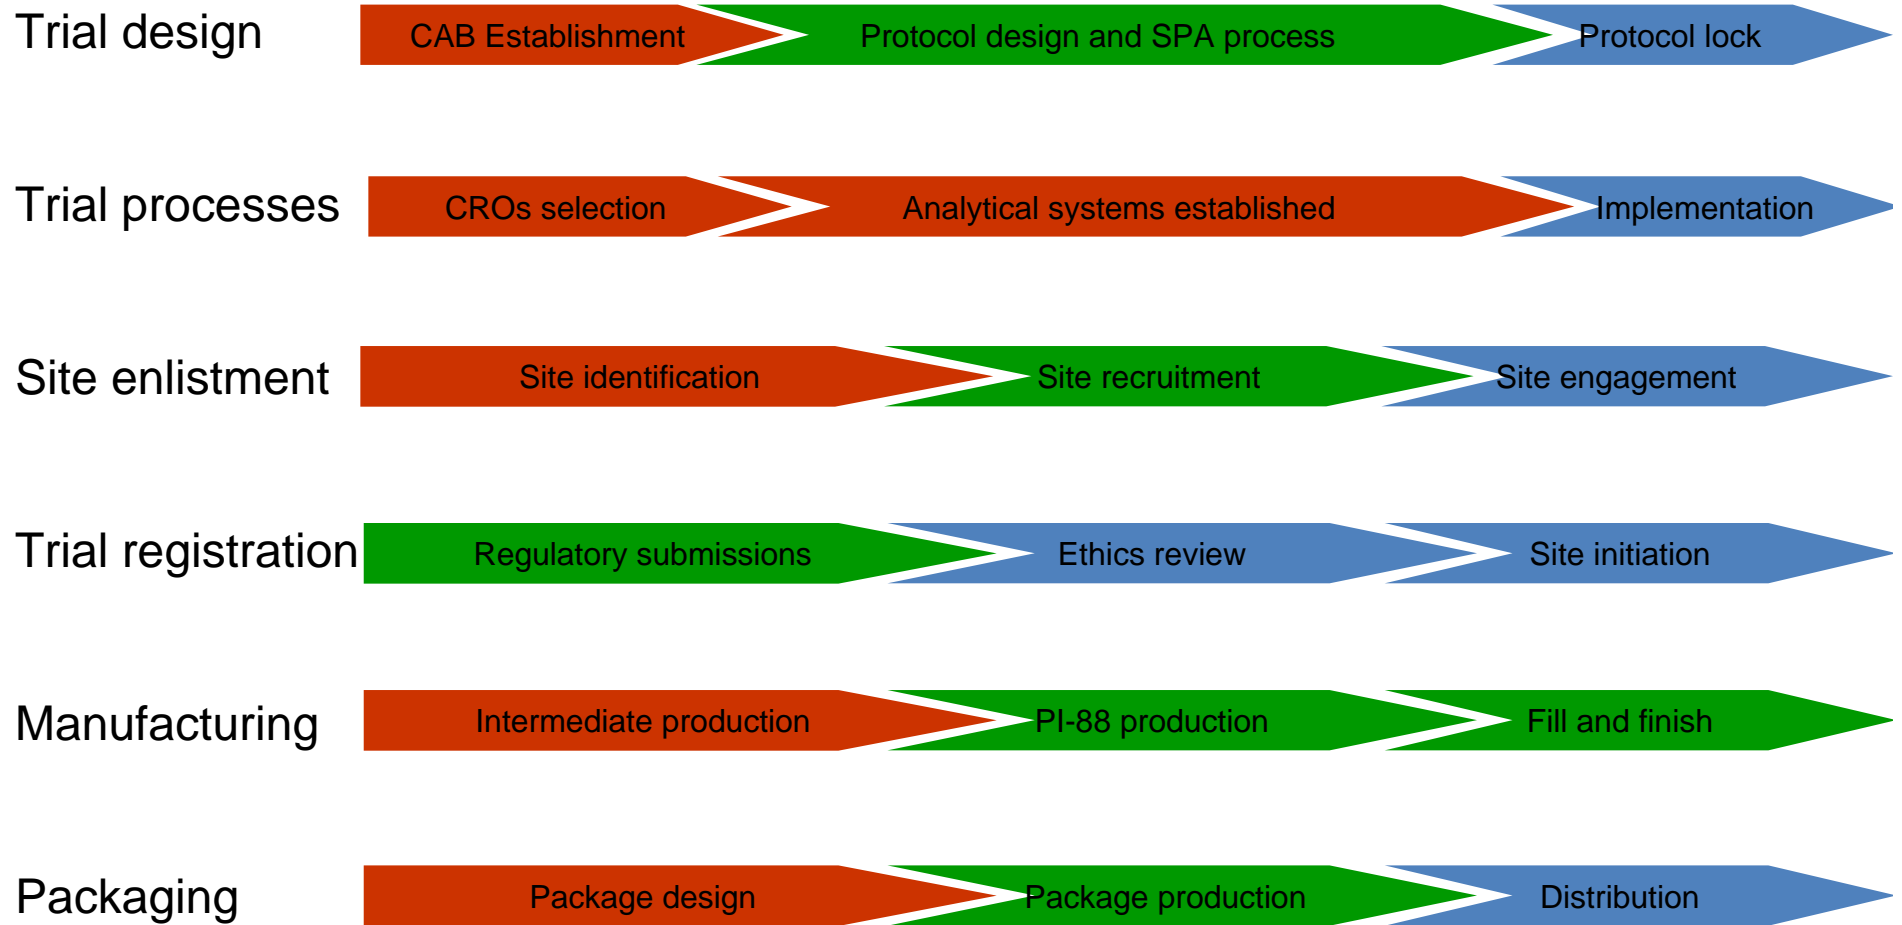 Trial design
CAB Establishment
Protocol design and SPA process
Protocol lock
Trial processes
CROs selection
Analytical systems established
Implementation
Site enlistment
Site identification
Site recruitment
Site engagement
Trial registration
Regulatory submissions
Ethics review
Site initiation
Manufacturing
Intermediate production
PI-88 production
Fill and finish
Packaging
Package design
Package production
Distribution